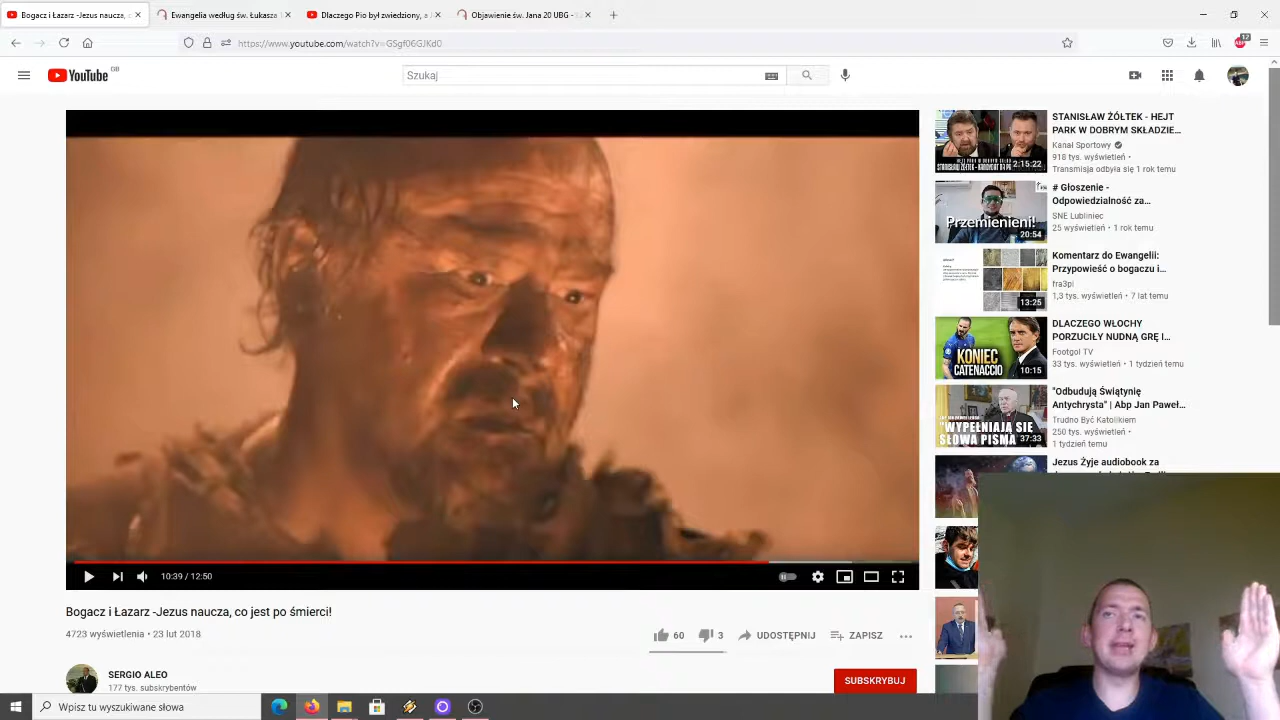 Bogacz i Łazarz -Jezus naucza, c
Ewangelia według św. Łukasza
Dlaczego Pio był zwiedziony, a J
Objawienie św. Jana 20 UBG -
https://www.youtube.com/watch?v=GSgf06GJKd0
12
YouTube GB
Szukaj
STANISŁAW ŻÓŁTEK - HEJT
PARK W DOBRYM SKŁADZIE...
Kanał Sportowy
918 tys. wyświetleń •
Transmisja odbyła się 1 rok temu
2:15:22
# Głoszenie -
Odpowiedzialność za...
SNE Lubliniec
25 wyświetleń • 1 rok temu
Przemienieni!
20:54
Komentarz do Ewangelii:
Przypowieść o bogaczu i...
fra3pi
1,3 tys. wyświetleń • 7 lat temu
13:25
DLACZEGO WŁOCHY
PORZUCIŁY NUDNĄ GRĘ I...
Footgol TV
33 tys. wyświetleń • 1 tydzień temu
KONIEC
CATENACCIO
10:15
"Odbudują Świątynię
Antychrysta" | Abp Jan Paweł...
Trudno Być Katolikiem
250 tys. wyświetleń •
1 tydzień temu
"WYPEŁNIAJĄ SIĘ
SŁOWA PISMA
37:33
Jezus Żyje audiobook za
10:39 / 12:50
Bogacz i Łazarz -Jezus naucza, co jest po śmierci!
4723 wyświetlenia • 23 lut 2018
60
3
UDOSTĘPNIJ
ZAPISZ
SERGIO ALEO
177 tys. subskrybentów
SUBSKRYBUJ
Wpisz tu wyszukiwane słowa